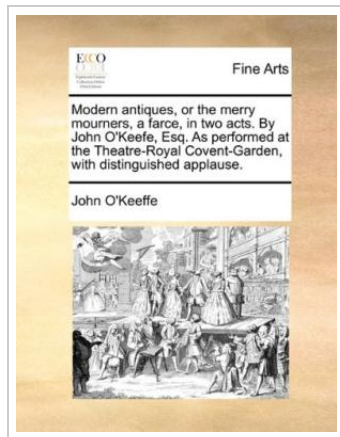 ECCO
Fine Arts
Modern antiques, or the merry
mourners, a farce, in two acts. By
John O'Keefe, Esq. As performed at
the Theatre-Royal Covent-Garden,
with distinguished applause.
John O'Keeffe